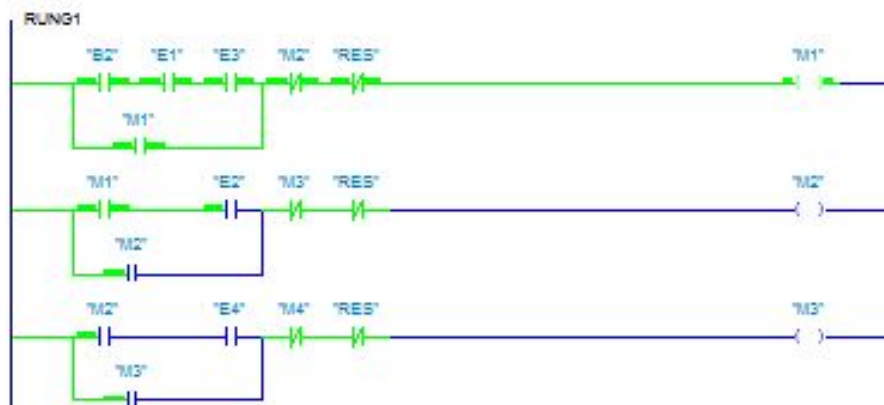 RUNG1
"B2" "E1" "E3" "M2" "RES" "M1"
"M1"
"M1" "E2" "M3" "RES" "M2"
"M2"
"M2" "E4" "M4" "RES" "M3"
"M3"